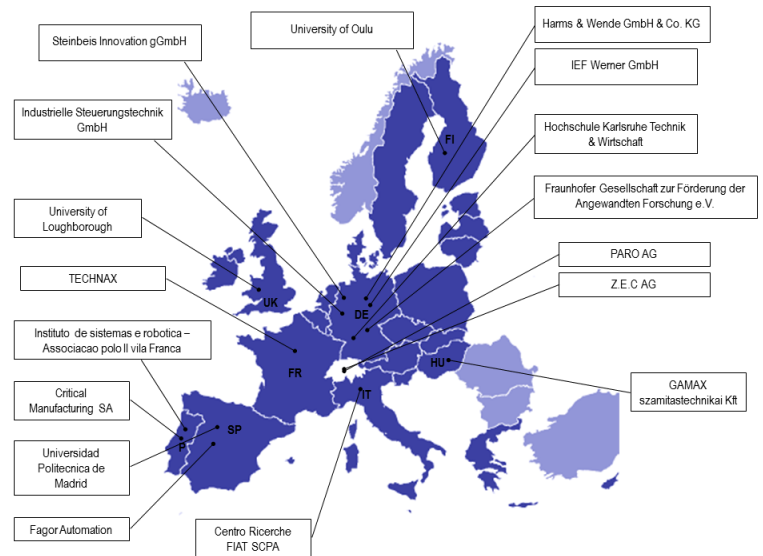 Steinbeis Innovation gGmbH
University of Oulu
Harms & Wende GmbH & Co. KG
IEF Werner GmbH
Industrielle Steuerungstechnik
GmbH
Hochschule Karlsruhe Technik
& Wirtschaft
Fraunhofer Gesellschaft zur Förderung der
Angewandten Forschung e.V.
University of
Loughborough
PARO AG
TECHNAX
Z.E.C AG
Instituto de sistemas e robotica –
Associacao polo II vila Franca
GAMAX
szamitastechnikai Kft
Critical
Manufacturing SA
Universidad
Politecnica de
Madrid
Fagor Automation
Centro Ricerche
FIAT SCPA
FI
UK
DE
FR
HU
IT
SP
P